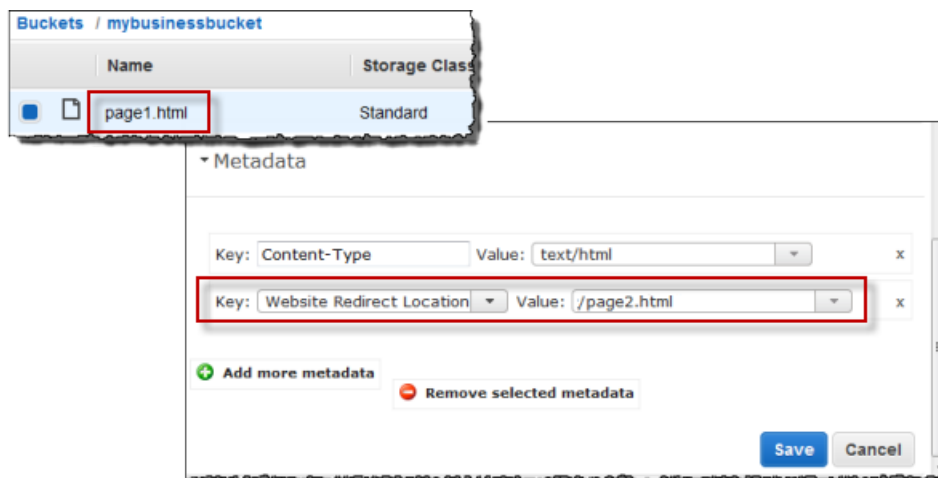 Buckets / mybusinessbucket
Name Storage Clas
page1.html Standard
Metadata
Key: Content-Type Value: text/html x
Key: Website Redirect Location Value: /page2.html x
Add more metadata
Remove selected metadata
Save Cancel